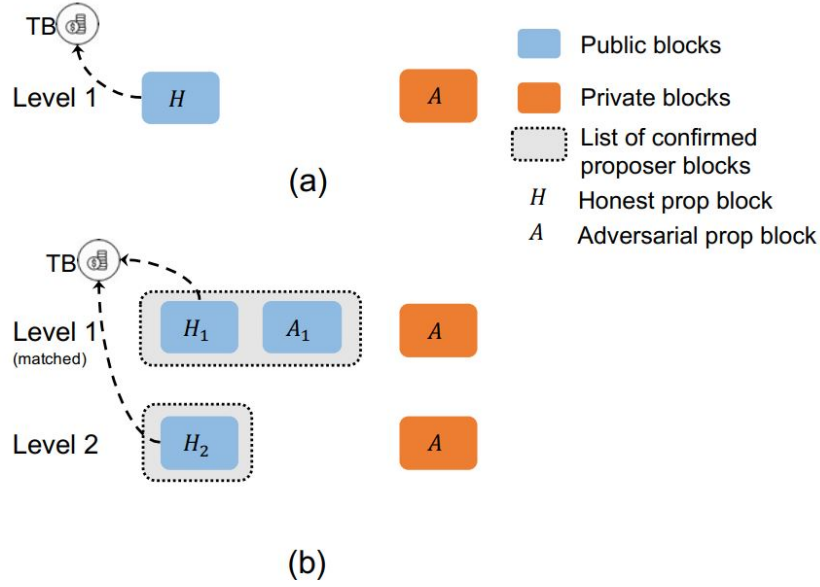 TB
Level 1
H
A
(a)
Public blocks
Private blocks
List of confirmed
proposer blocks
H Honest prop block
A Adversarial prop block
TB
Level 1
(matched)
H₁
A₁
A
Level 2
H₂
A
(b)